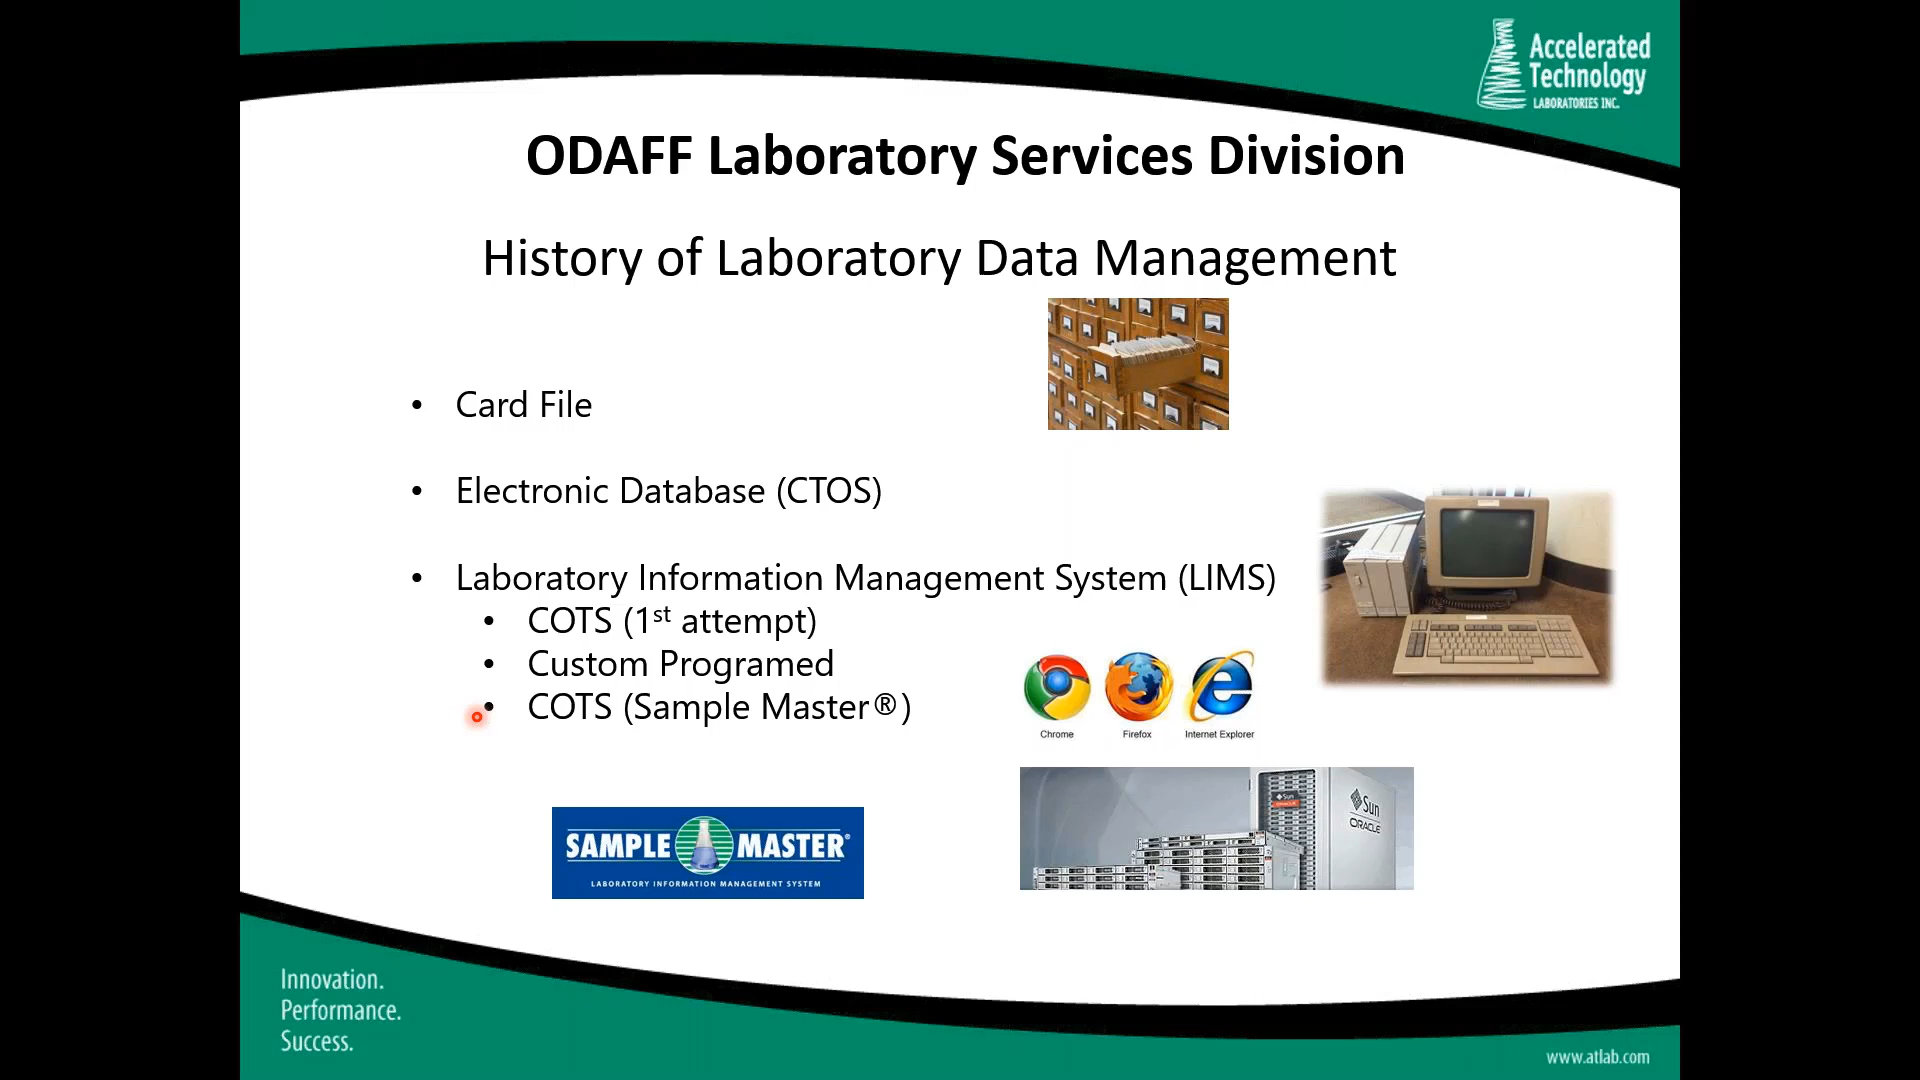 Accelerated
Technology
LABORATORIES INC.
ODAFF Laboratory Services Division
History of Laboratory Data Management
• Card File
• Electronic Database (CTOS)
• Laboratory Information Management System (LIMS)
• COTS (1st attempt)
• Custom Programed
• COTS (Sample Master®)
Chrome
Firefox
Internet Explorer
SAMPLE MASTER®
LABORATORY INFORMATION MANAGEMENT SYSTEM
Sun
ORACLE
Sun
ORACLE
Innovation.
Performance.
Success.
www.atlab.com